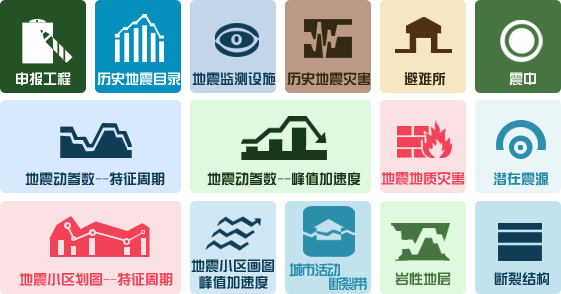 申报工程
历史地震目录
地震监测设施
历史地震灾害
避难所
震中
地震动参数--特征周期
地震动参数--峰值加速度
地震地质灾害
潜在震源
地震小区划图--特征周期
地震小区画图
峰值加速度
城市活动
断裂带
岩性地层
断裂结构